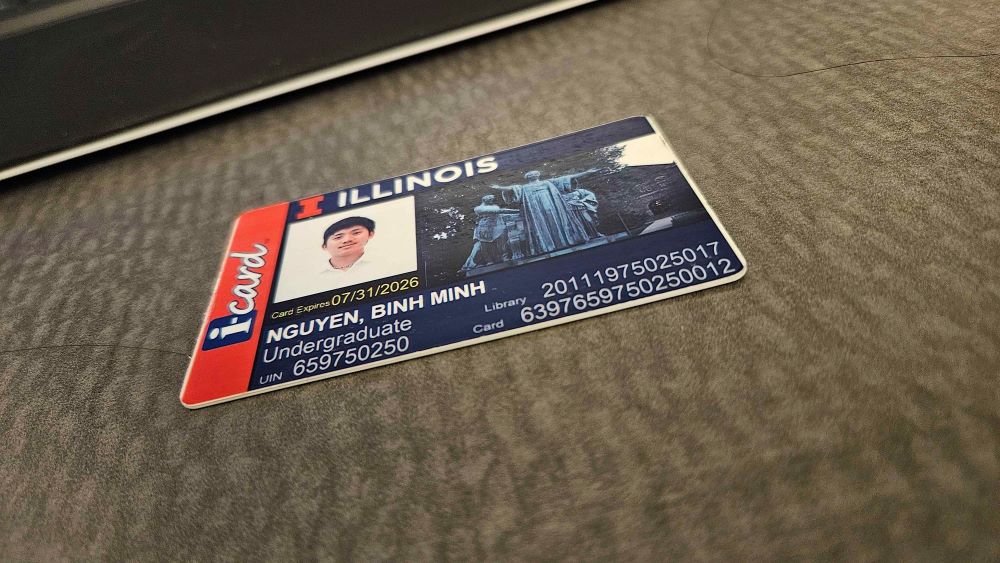 I ILLINOIS
i-card
Card Expires 07/31/2026
NGUYEN, BINH MINH
Undergraduate
UIN 659750250
Library 20111975025017
Card 6397659750250012